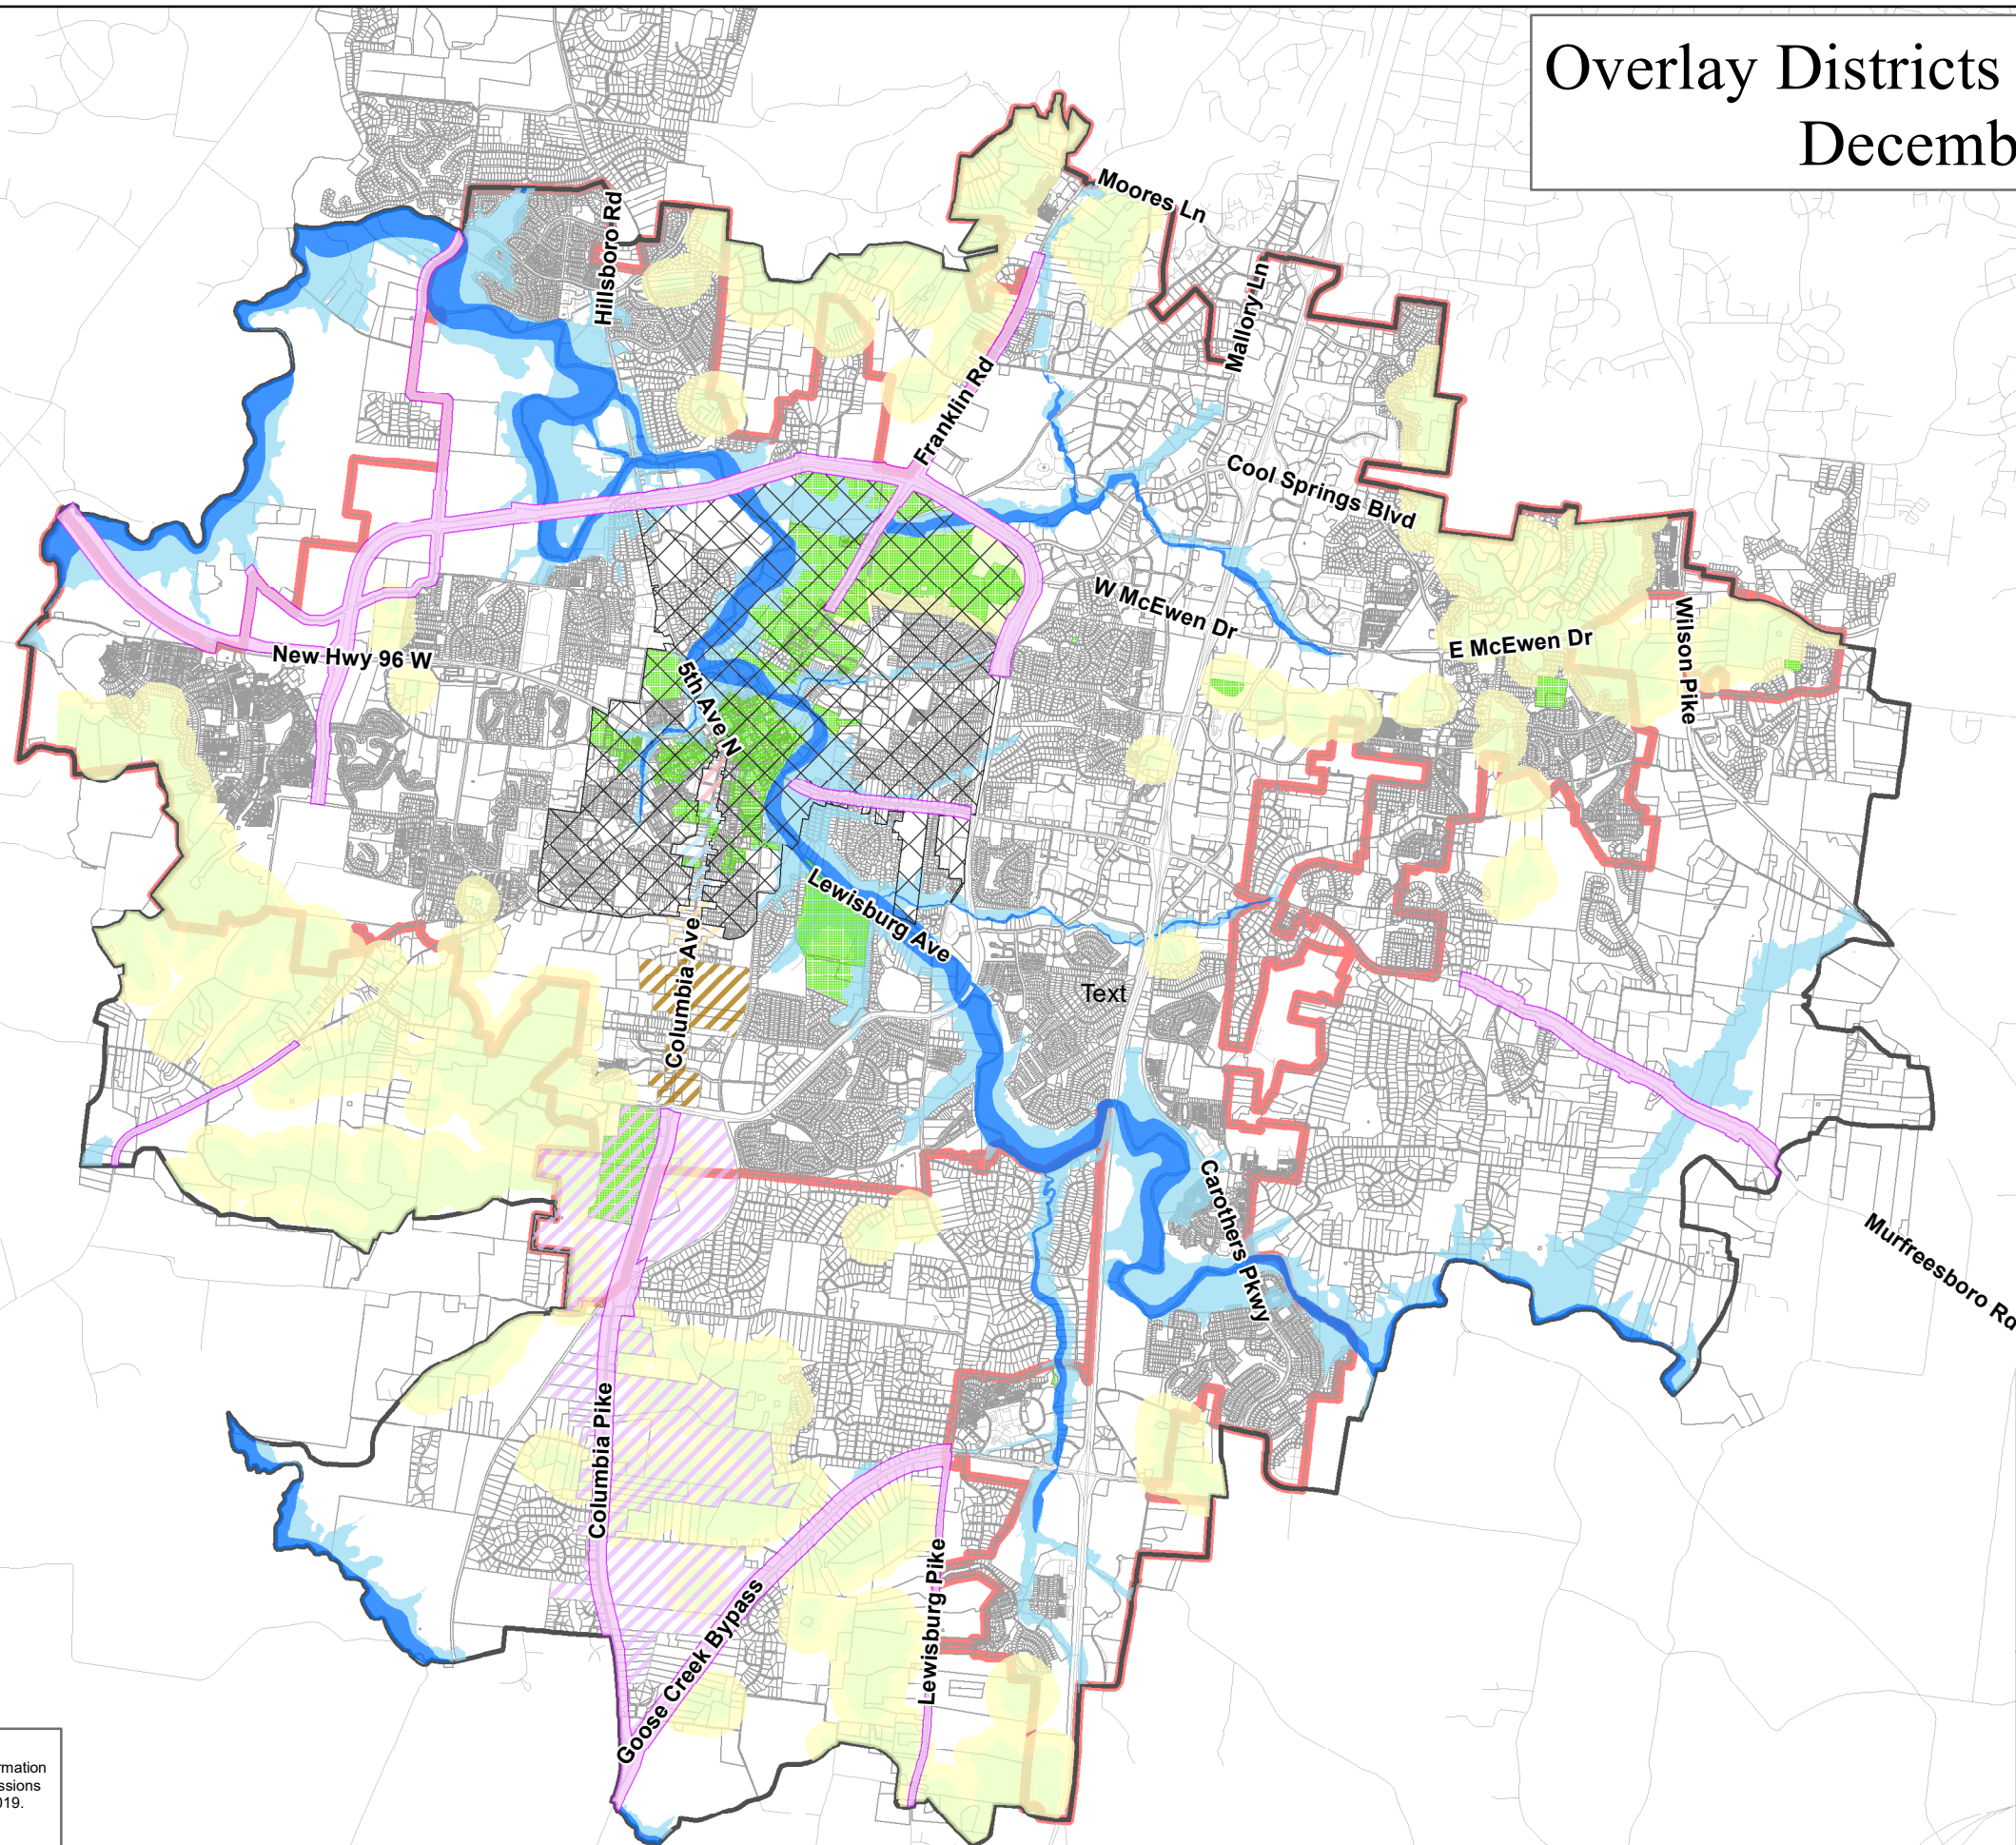 Overlay Districts
Decemb
Moores Ln
Hillsboro Rd
Mallory Ln
Franklin Rd
Cool Springs Blvd
W McEwen Dr
E McEwen Dr
Wilson Pike
New Hwy 96 W
5th Ave N
Lewisburg Ave
Columbia Ave
Text
Carothers Pkwy
Murfreesboro Rd
Columbia Pike
Lewisburg Pike
Goose Creek Bypass
rmation
ssions
019.